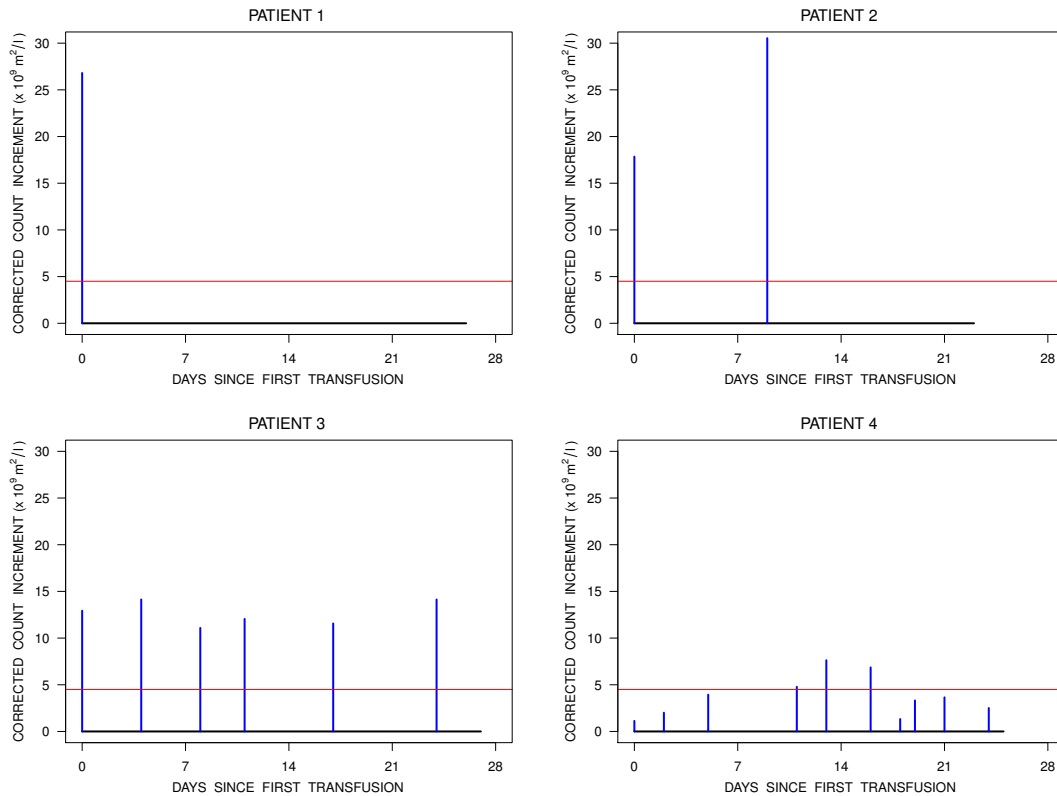 PATIENT 1
CORRECTED COUNT INCREMENT (x 10⁹ m²/l)
30
25
20
15
10
5
0
0 7 14 21 28
DAYS SINCE FIRST TRANSFUSION
PATIENT 2
CORRECTED COUNT INCREMENT (x 10⁹ m²/l)
30
25
20
15
10
5
0
0 7 14 21 28
DAYS SINCE FIRST TRANSFUSION
PATIENT 3
CORRECTED COUNT INCREMENT (x 10⁹ m²/l)
30
25
20
15
10
5
0
0 7 14 21 28
DAYS SINCE FIRST TRANSFUSION
PATIENT 4
CORRECTED COUNT INCREMENT (x 10⁹ m²/l)
30
25
20
15
10
5
0
0 7 14 21 28
DAYS SINCE FIRST TRANSFUSION